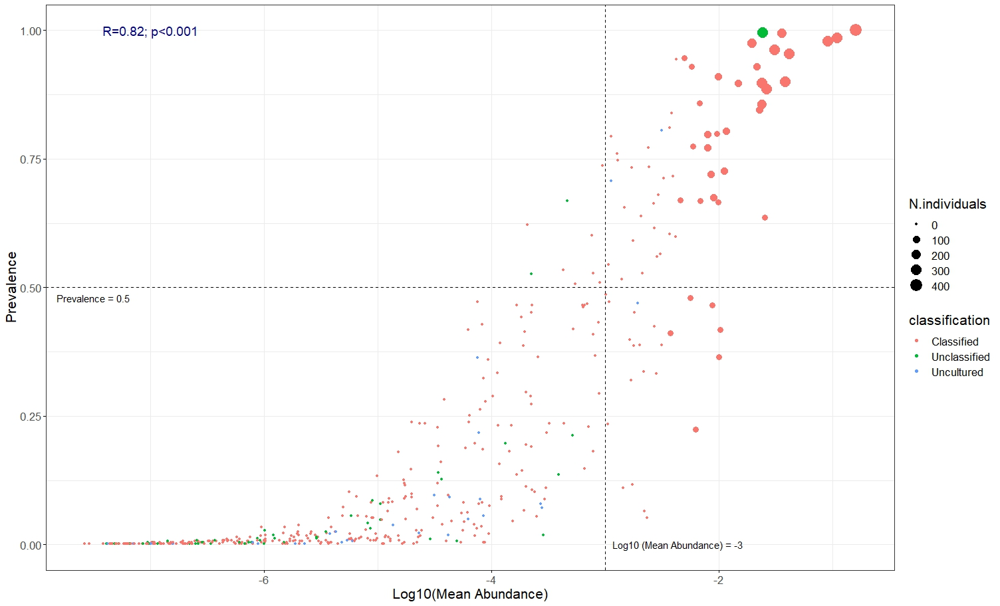 R=0.82; p<0.001
1.00
0.75
0.50
0.25
0.00
Prevalence
Prevalence = 0.5
Log10 (Mean Abundance) = -3
-6
-4
-2
Log10(Mean Abundance)
N.individuals
0
100
200
300
400
classification
Classified
Unclassified
Uncultured